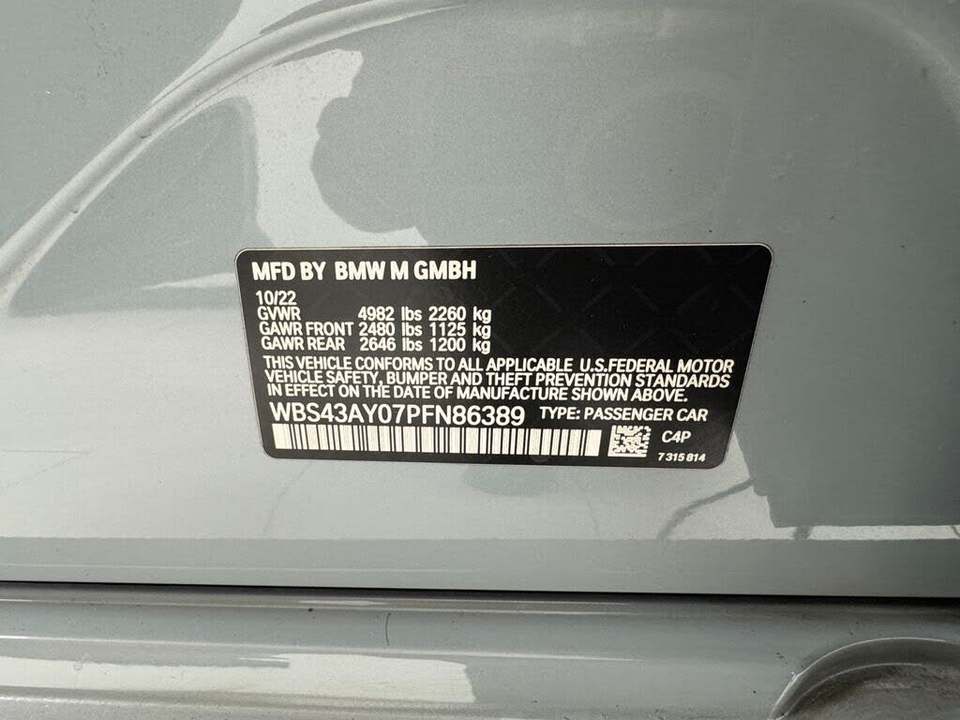 MFD BY BMW M GMBH
10/22
GVWR 4982 lbs 2260 kg
GAWR FRONT 2480 lbs 1125 kg
GAWR REAR 2646 lbs 1200 kg
THIS VEHICLE CONFORMS TO ALL APPLICABLE U.S.FEDERAL MOTOR
VEHICLE SAFETY, BUMPER AND THEFT PREVENTION STANDARDS
IN EFFECT ON THE DATE OF MANUFACTURE SHOWN ABOVE.
WBS43AY07PFN86389 TYPE: PASSENGER CAR
C4P
7 315 814